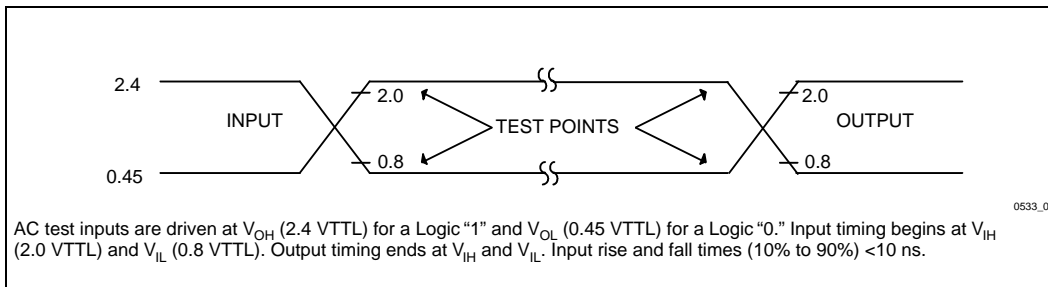 2.4
2.0
2.0
INPUT
TEST POINTS
OUTPUT
0.8
0.8
0.45
0533_0
AC test inputs are driven at VOH (2.4 VTTL) for a Logic “1” and VOL (0.45 VTTL) for a Logic “0.” Input timing begins at VIH
(2.0 VTTL) and VIL (0.8 VTTL). Output timing ends at VIH and VIL. Input rise and fall times (10% to 90%) <10 ns.